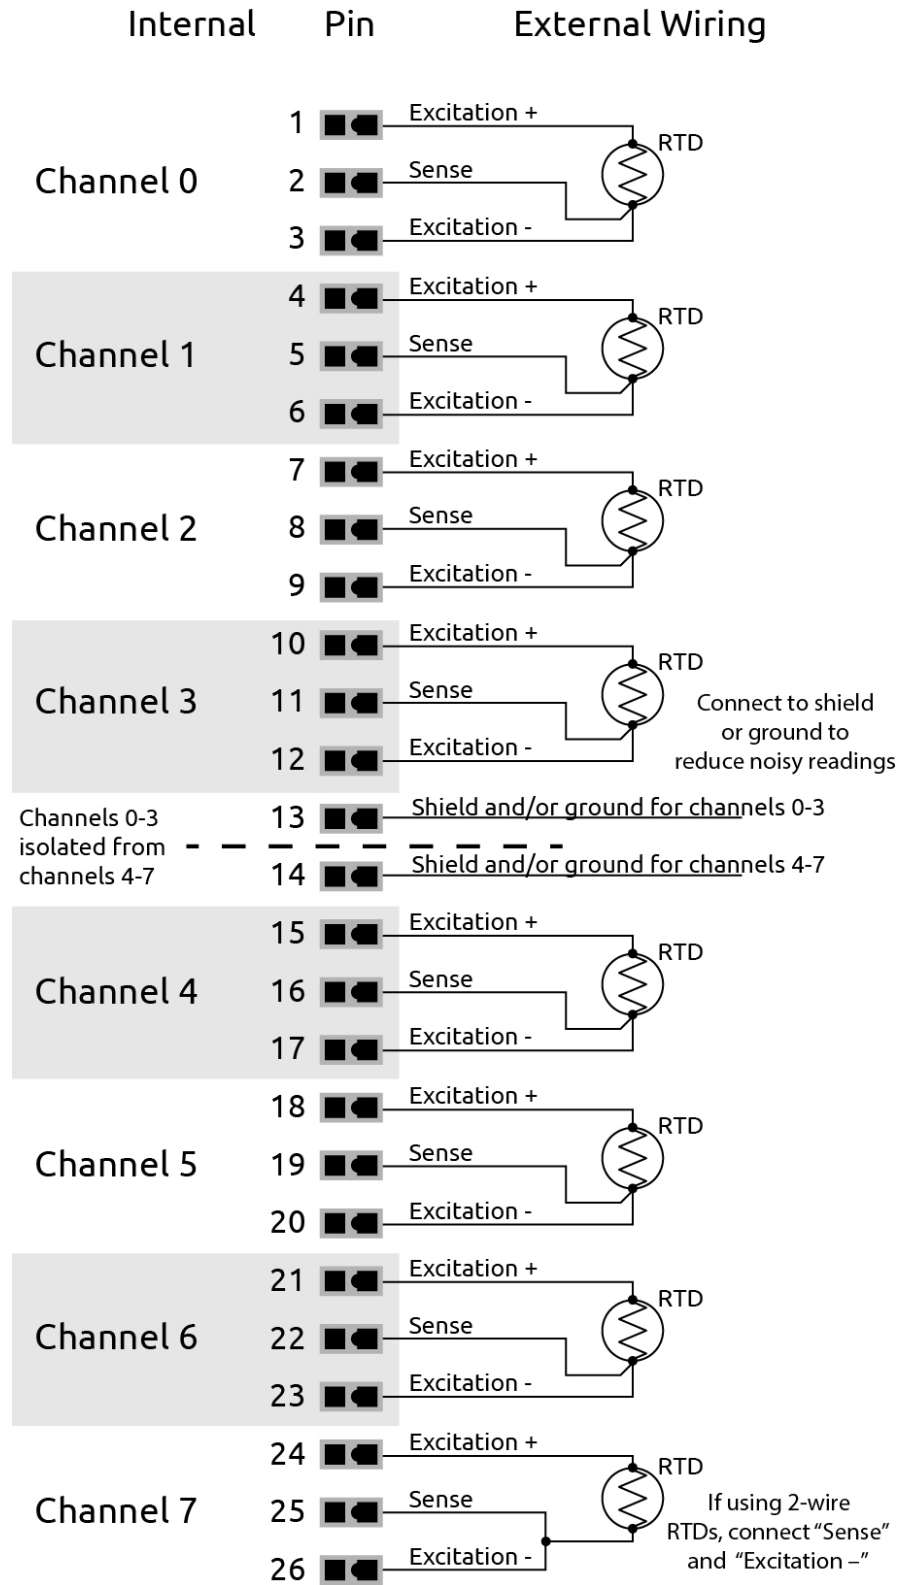 Internal Pin External Wiring
1 Excitation +
RTD
Channel 0 2 Sense
3 Excitation -
4 Excitation +
RTD
Channel 1 5 Sense
6 Excitation -
7 Excitation +
RTD
Channel 2 8 Sense
9 Excitation -
10 Excitation +
RTD
Channel 3 11 Sense
12 Excitation -
Connect to shield
or ground to
reduce noisy readings
13 Shield and/or ground for channels 0-3
Channels 0-3
isolated from
channels 4-7
14 Shield and/or ground for channels 4-7
15 Excitation +
RTD
Channel 4 16 Sense
17 Excitation -
18 Excitation +
RTD
Channel 5 19 Sense
20 Excitation -
21 Excitation +
RTD
Channel 6 22 Sense
23 Excitation -
24 Excitation +
RTD
Channel 7 25 Sense
26 Excitation -
If using 2-wire
RTDs, connect “Sense”
and “Excitation –”